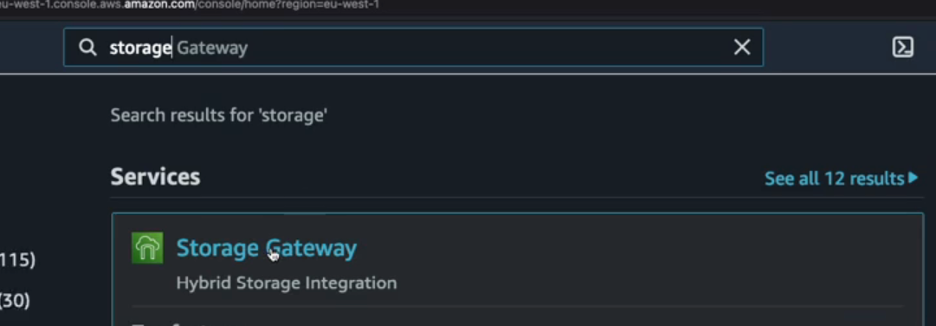 eu-west-1.console.aws.amazon.com/console/home?region=eu-west-1
storage Gateway
Search results for 'storage'
Services
See all 12 results
Storage Gateway
Hybrid Storage Integration
115)
(30)